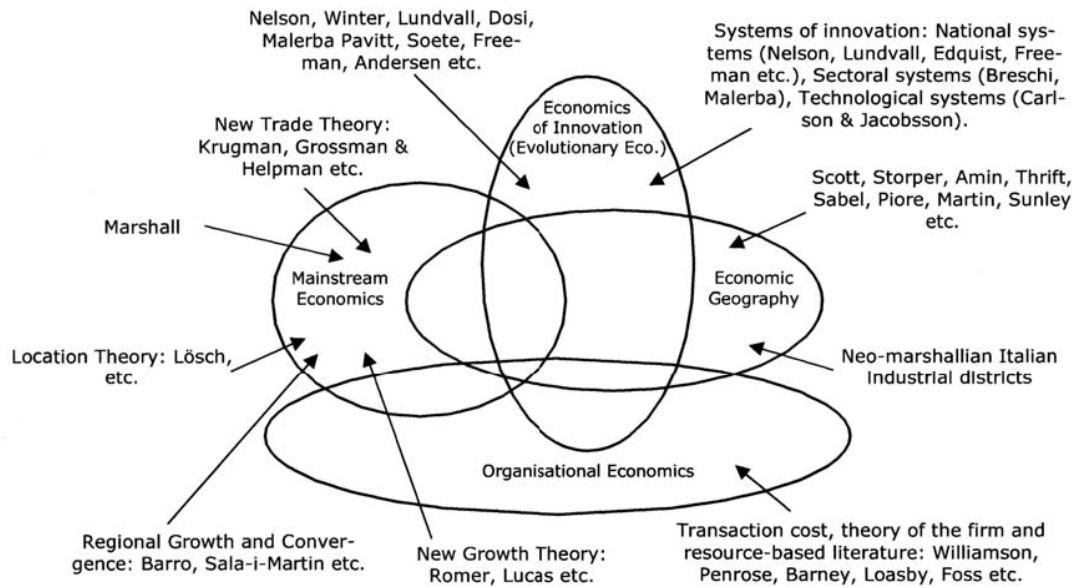 Nelson, Winter, Lundvall, Dosi,
Malerba Pavitt, Soete, Free-
man, Andersen etc.
Systems of innovation: National sys-
tems (Nelson, Lundvall, Edquist, Free-
man etc.), Sectoral systems (Breschi,
Malerba), Technological systems (Carl-
son & Jacobsson).
Economics
of Innovation
(Evolutionary Eco.)
New Trade Theory:
Krugman, Grossman &
Helpman etc.
Scott, Storper, Amin, Thrift,
Sabel, Piore, Martin, Sunley
etc.
Marshall
Mainstream
Economics
Economic
Geography
Location Theory: Lösch,
etc.
Neo-marshallian Italian
industrial districts
Organisational Economics
Regional Growth and Conver-
gence: Barro, Sala-i-Martin etc.
New Growth Theory:
Romer, Lucas etc.
Transaction cost, theory of the firm and
resource-based literature: Williamson,
Penrose, Barney, Loasby, Foss etc.